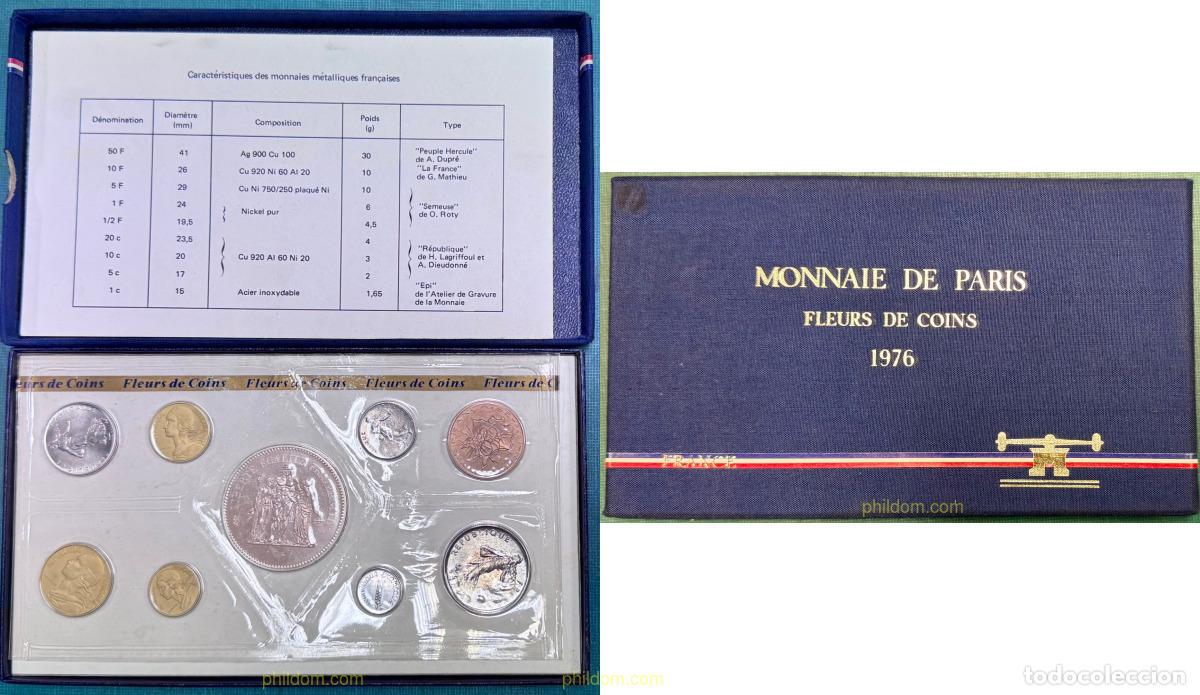 Caractéristiques des monnaies métalliques françaises
Dénomination Diamètre (mm) Composition Poids (g) Type
50 F 41 Ag 900 Cu 100 30 "Peuple Hercule" de A. Dupré
10 F 26 Cu 920 Ni 60 Al 20 10 "La France" de G. Mathieu
5 F 29 Cu Ni 750/250 plaqué Ni 10
1 F 24 Nickel pur 6 "Semeuse" de O. Roty
1/2 F 19,5 4,5
20 c 23,5 4 "République"
10 c 20 Cu 920 Al 60 Ni 20 3 de H. Lagriffoul et A. Dieudonné
5 c 17 2
1 c 15 Acier inoxydable 1,65 "Epi" de l'Atelier de Gravure de la Monnaie
eurs de Coins Fleurs de Coins Fleurs de Coins Fleurs de Coins Fleurs de C
REPUBLIQUE
MONNAIE DE PARIS
FLEURS DE COINS
1976
FRANCE
phildom.com
phildom.com
phildom.com
todocoleccion